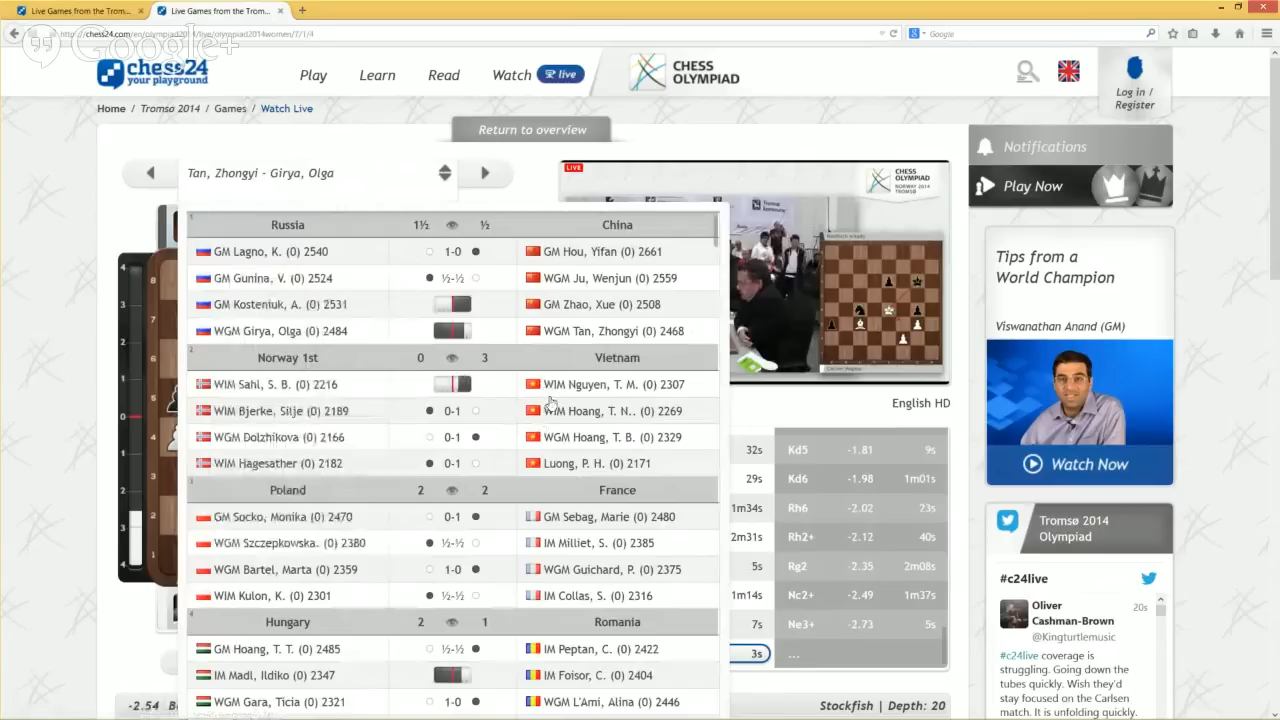 Live Games from the Trom...
Live Games from the Trom...
http://chess24.com/en/olympiad2014/live/olympiad2014women/7/1/4
Google
Google+
chess24
your playground
Play
Learn
Read
Watch
live
CHESS
OLYMPIAD
Log in /
Register
Home / Tromsø 2014 / Games / Watch Live
Return to overview
Notifications
Play Now
Tan, Zhongyi - Girya, Olga
LIVE
CHESS
OLYMPIAD
NORWAY 2014
TROMSØ
1 Russia 1½ ½ China
GM Lagno, K. (0) 2540 1-0 GM Hou, Yifan (0) 2661
GM Gunina, V. (0) 2524 ½-½ WGM Ju, Wenjun (0) 2559
GM Kosteniuk, A. (0) 2531 GM Zhao, Xue (0) 2508
WGM Girya, Olga (0) 2484 WGM Tan, Zhongyi (0) 2468
2 Norway 1st 0 3 Vietnam
WIM Sahl, S. B. (0) 2216 WIM Nguyen, T. M. (0) 2307
WIM Bjerke, Silje (0) 2189 0-1 WIM Hoang, T. N.. (0) 2269
WGM Dolzhikova (0) 2166 0-1 WGM Hoang, T. B. (0) 2329
WIM Hagesather (0) 2182 0-1 Luong, P. H. (0) 2171
3 Poland 2 2 France
GM Socko, Monika (0) 2470 0-1 GM Sebag, Marie (0) 2480
WGM Szczepkowska. (0) 2380 ½-½ IM Milliet, S. (0) 2385
WGM Bartel, Marta (0) 2359 1-0 WGM Guichard, P. (0) 2375
WIM Kulon, K. (0) 2301 ½-½ IM Collas, S. (0) 2316
4 Hungary 2 1 Romania
GM Hoang, T. T. (0) 2485 ½-½ IM Peptan, C. (0) 2422
IM Madl, Ildiko (0) 2347 IM Foisor, C. (0) 2404
WGM Gara, Ticia (0) 2321 1-0 WGM L'Ami, Alina (0) 2446
English HD
32s Kd5 -1.81 9s
29s Kd6 -1.98 1m01s
1m34s Rh6 -2.02 23s
2m31s Rh2+ -2.12 40s
5s Rg2 -2.35 2m08s
1m14s Nc2+ -2.49 1m37s
7s Ne3+ -2.73 5s
3s ...
-2.54
Stockfish | Depth: 20
Tips from a
World Champion
Viswanathan Anand (GM)
Watch Now
Tromsø 2014
Olympiad
#c24live
Oliver 20s
Cashman-Brown
@Kingturtlemusic
#c24live coverage is
struggling. Going down the
tubes quickly. Wish they'd
stay focused on the Carlsen
match. It is unfolding quickly.